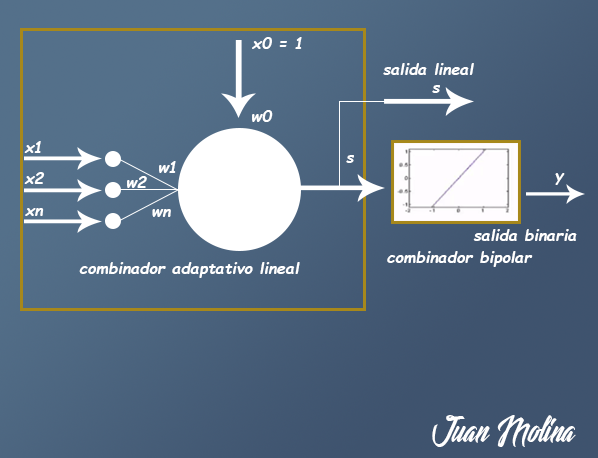 x0 = 1
salida lineal
s
w0
x1
w1
s
x2
w2
xn
wn
y
salida binaria
combinador bipolar
combinador adaptativo lineal
Juan Molina